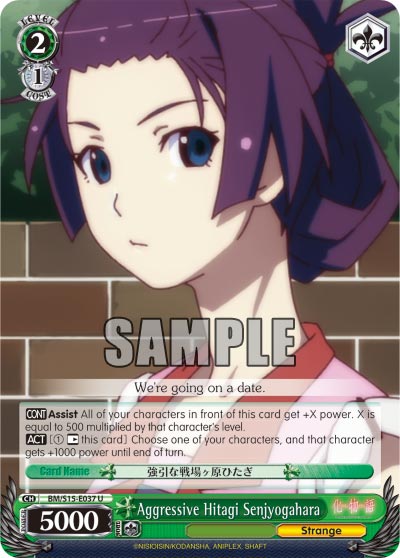 LEVEL
2
1
COST
SAMPLE
We're going on a date.
CONT Assist All of your characters in front of this card get +X power. X is
equal to 500 multiplied by that character's level.
ACT [① ] Choose one of your characters, and that character
gets +1000 power until end of turn.
Card Name 強引な戦場ヶ原ひたぎ
CH BM/S15-E037 U
Aggressive Hitagi Senjyogahara 化物語
POWER 5000
Strange
©NISIOISIN/KODANSHA, ANIPLEX, SHAFT